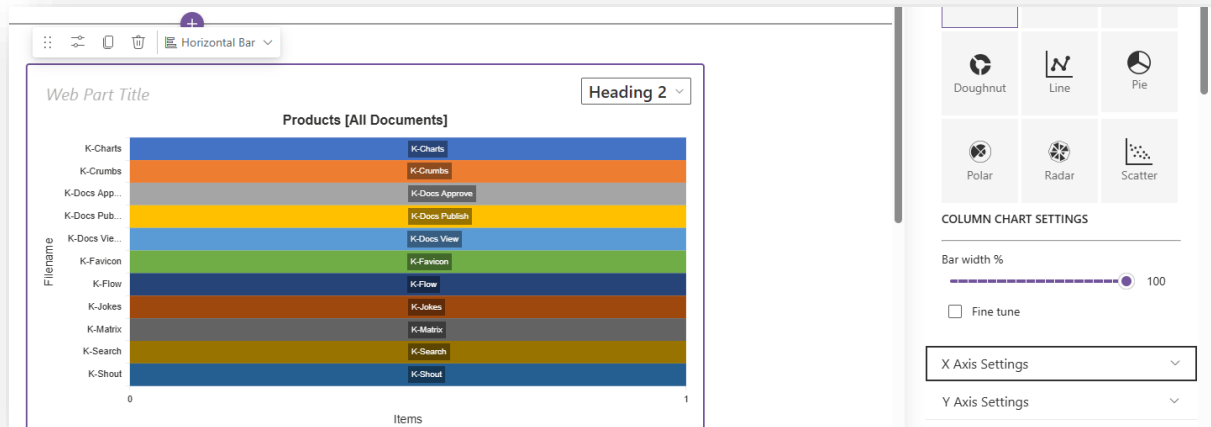 Horizontal Bar
Web Part Title
Heading 2
Products [All Documents]
K-Charts
K-Crumbs
K-Docs App...
K-Docs Pub...
K-Docs Vie...
K-Favicon
K-Flow
K-Jokes
K-Matrix
K-Search
K-Shout
Filename
K-Charts
K-Crumbs
K-Docs Approve
K-Docs Publish
K-Docs View
K-Favicon
K-Flow
K-Jokes
K-Matrix
K-Search
K-Shout
0 1
Items
Doughnut Line Pie
Polar Radar Scatter
COLUMN CHART SETTINGS
Bar width %
100
Fine tune
X Axis Settings
Y Axis Settings